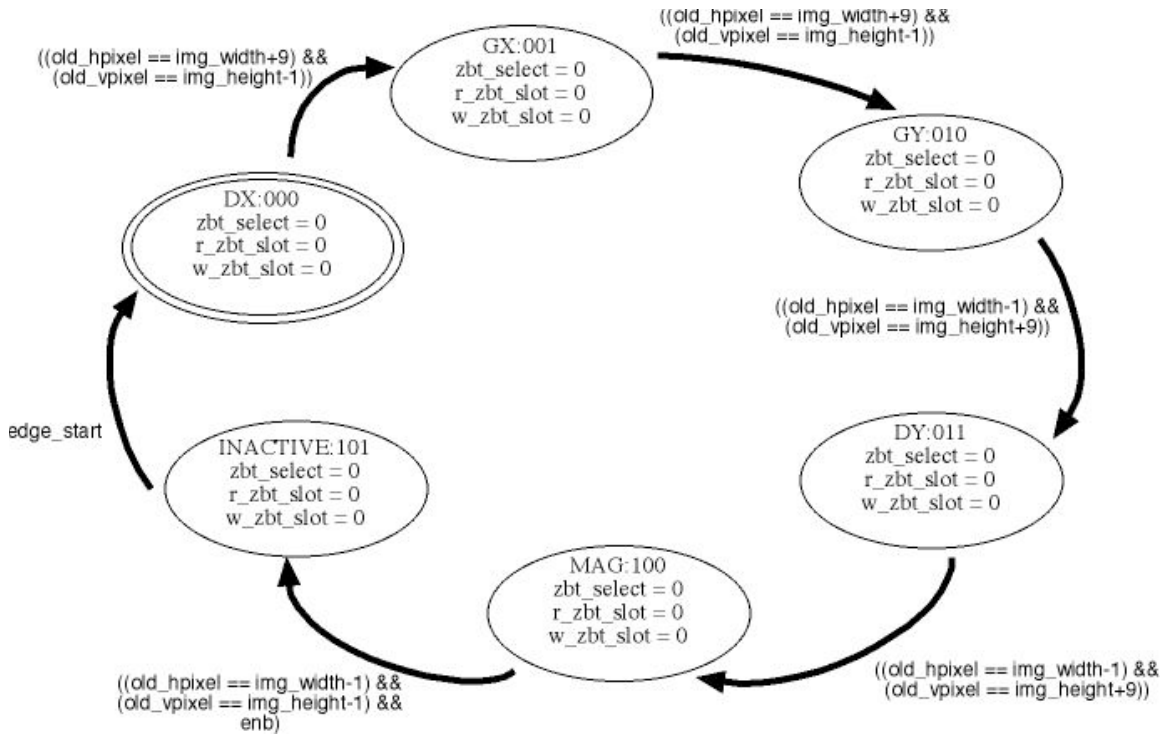 ((old_hpixel == img_width+9) &&
(old_vpixel == img_height-1))
GX:001
zbt_select = 0
r_zbt_slot = 0
w_zbt_slot = 0
((old_hpixel == img_width+9) &&
(old_vpixel == img_height-1))
GY:010
zbt_select = 0
r_zbt_slot = 0
w_zbt_slot = 0
DX:000
zbt_select = 0
r_zbt_slot = 0
w_zbt_slot = 0
((old_hpixel == img_width-1) &&
(old_vpixel == img_height+9))
edge_start
INACTIVE:101
zbt_select = 0
r_zbt_slot = 0
w_zbt_slot = 0
DY:011
zbt_select = 0
r_zbt_slot = 0
w_zbt_slot = 0
MAG:100
zbt_select = 0
r_zbt_slot = 0
w_zbt_slot = 0
((old_hpixel == img_width-1) &&
(old_vpixel == img_height-1) &&
enb)
((old_hpixel == img_width-1) &&
(old_vpixel == img_height+9))